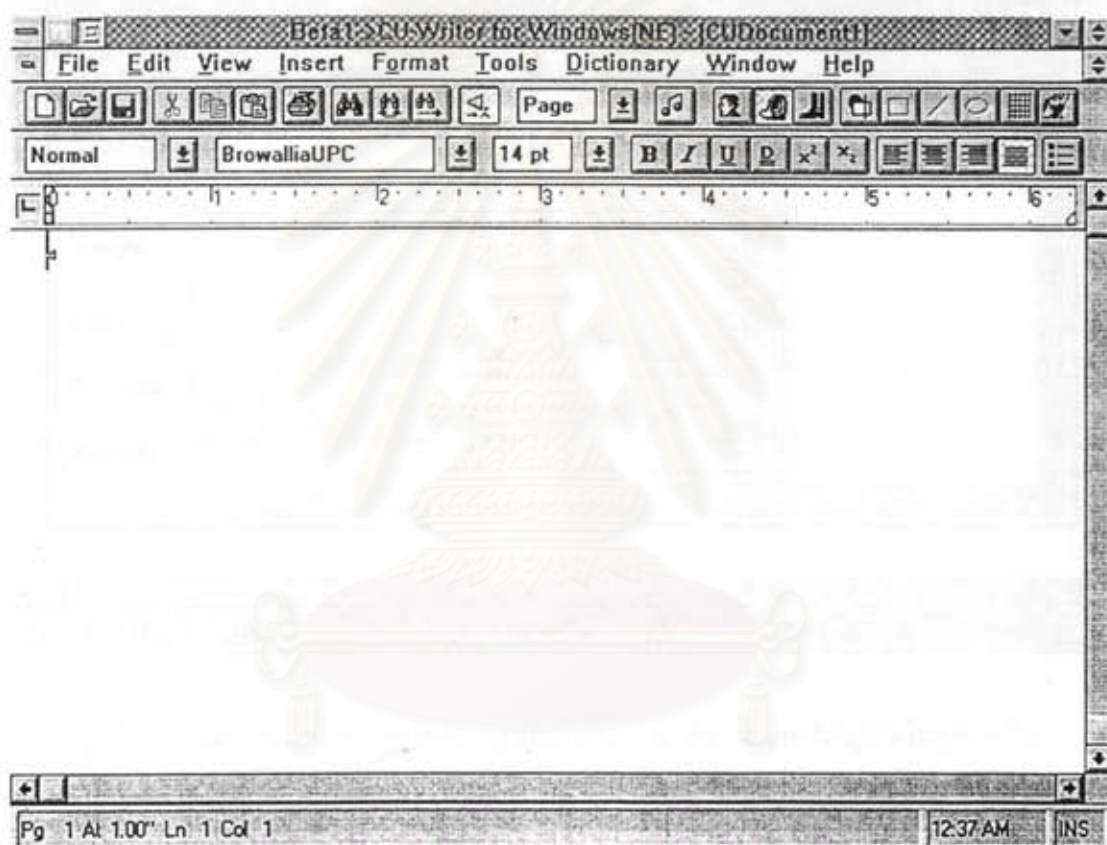 Beta1->CU-Writer for Windows[NE] - [CUDocument1]
File Edit View Insert Format Tools Dictionary Window Help
Page
Normal BrowalliaUPC 14 pt B I U D x² x₂
0 1 2 3 4 5 6
Pg 1 At 1.00" Ln 1 Col 1 12:37 AM INS